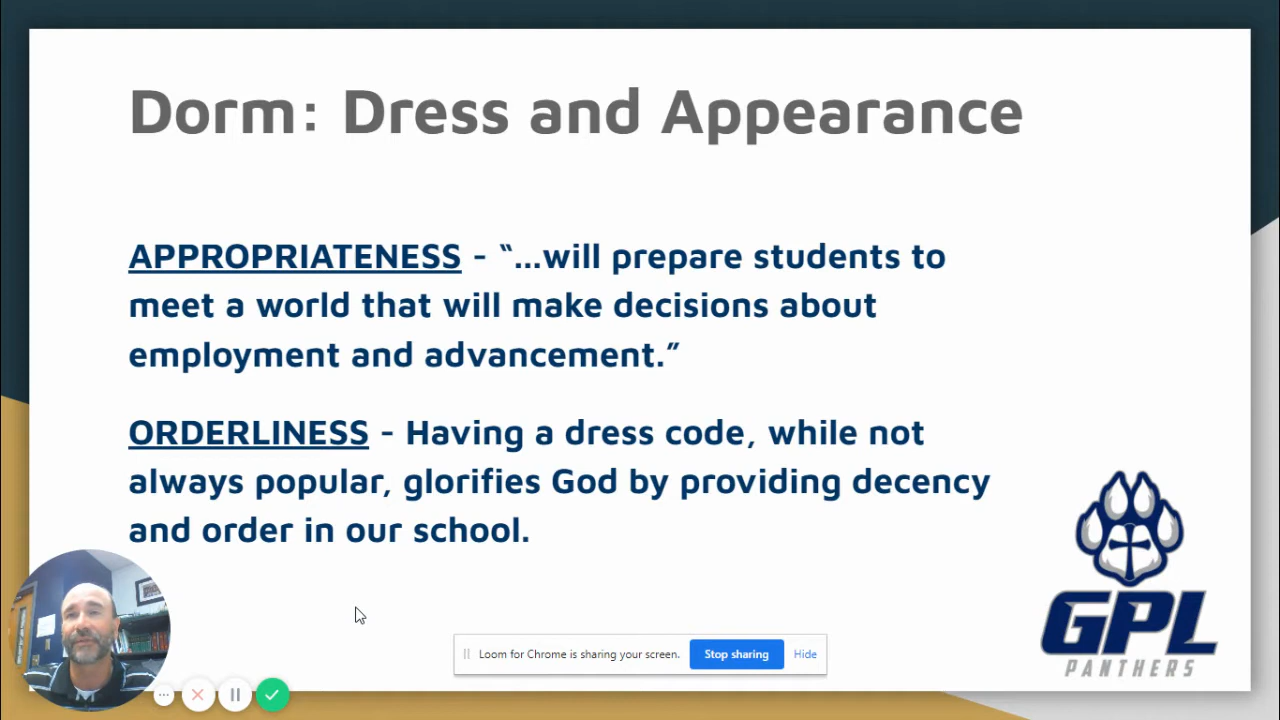 Dorm: Dress and Appearance
APPROPRIATENESS - “...will prepare students to
meet a world that will make decisions about
employment and advancement.”
ORDERLINESS - Having a dress code, while not
always popular, glorifies God by providing decency
and order in our school.
Loom for Chrome is sharing your screen. Stop sharing Hide
GPL
PANTHERS